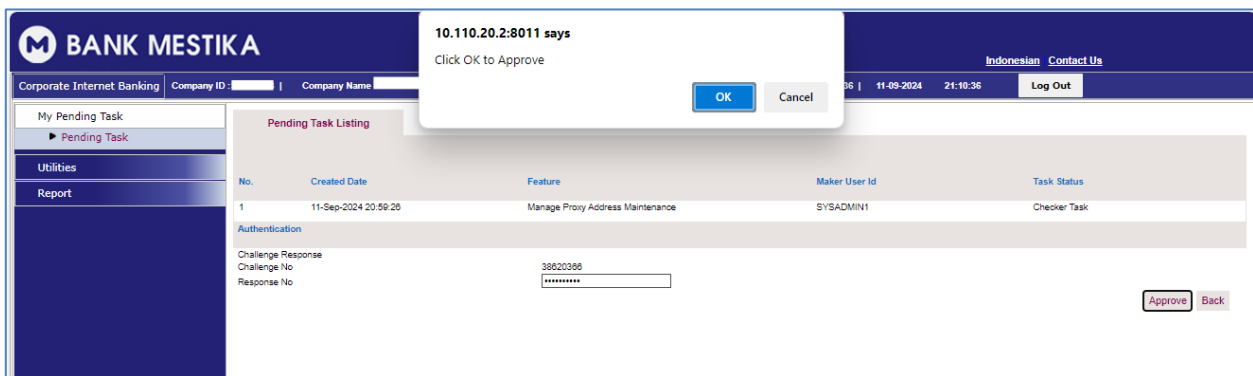 BANK MESTIKA
10.110.20.2:8011 says
Click OK to Approve
OK Cancel
Indonesian Contact Us
Corporate Internet Banking Company ID : | Company Name 36 | 11-09-2024 21:10:36 Log Out
My Pending Task
Pending Task
Utilities
Report
Pending Task Listing
No. Created Date Feature Maker User Id Task Status
1 11-Sep-2024 20:59:26 Manage Proxy Address Maintenance SYSADMIN1 Checker Task
Authentication
Challenge Response
Challenge No 38620366
Response No ••••••••••
Approve Back